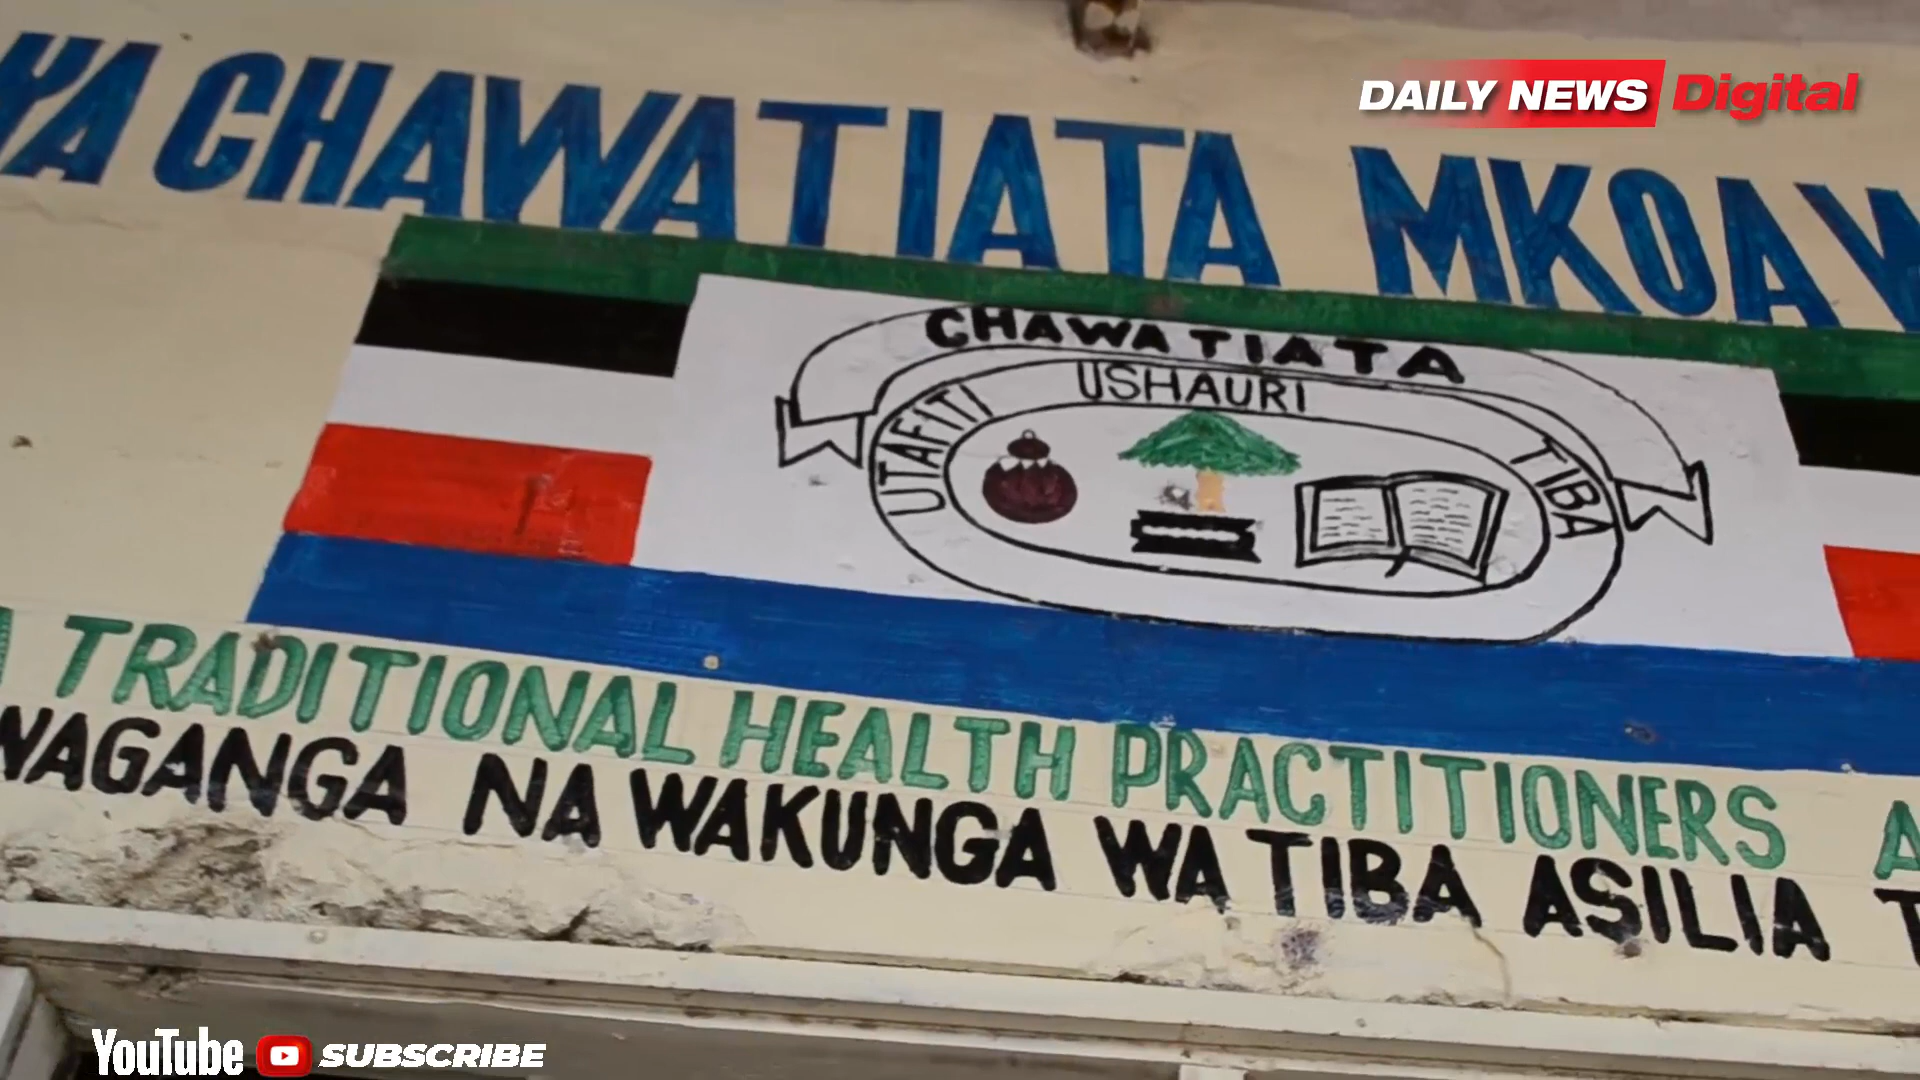 YA CHAWATIATA MKOA
DAILY NEWS Digital
CHAWATIATA
UTAFITI USHAURI TIBA
TRADITIONAL HEALTH PRACTITIONERS
WAGANGA NA WAKUNGA WA TIBA ASILIA
YouTube SUBSCRIBE